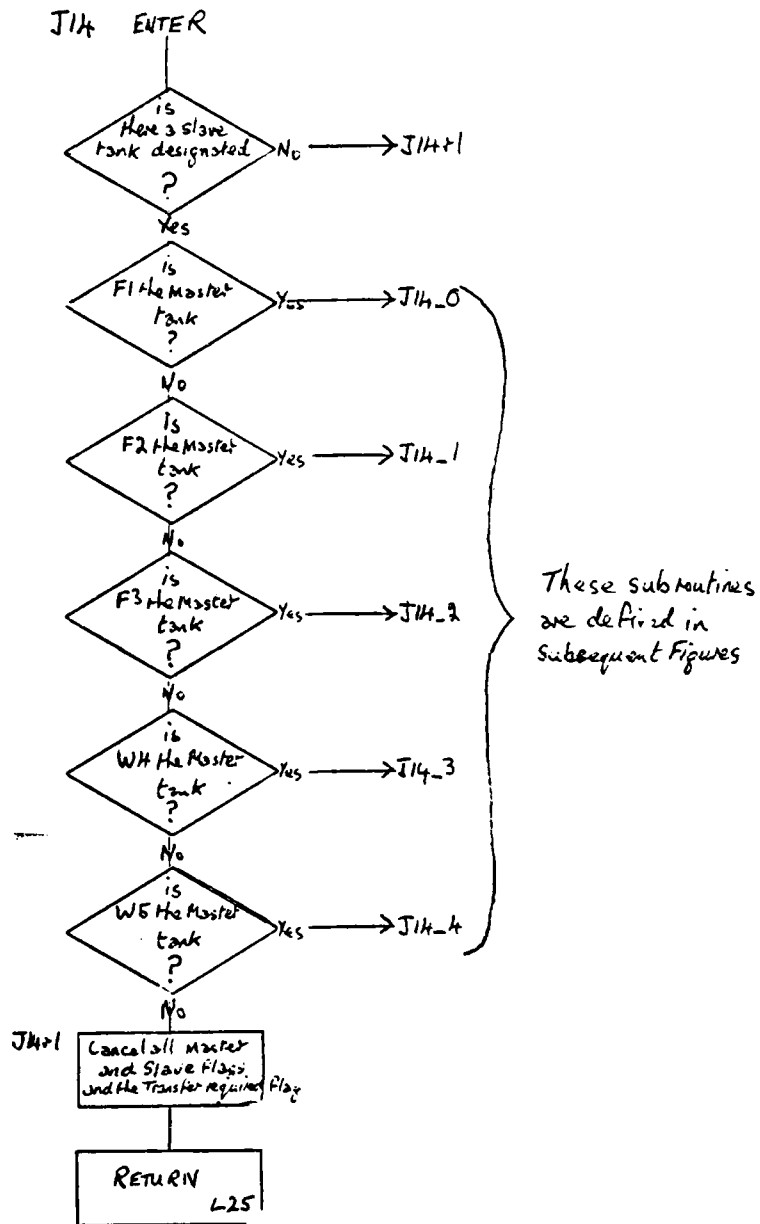 J14 ENTER
is
there a slave
tank designated
?
No
J14+1
Yes
is
F1 the Master
tank
?
Yes
J14_0
No
is
F2 the Master
tank
?
Yes
J14_1
No
is
F3 the Master
tank
?
Yes
J14_2
These subroutines
are defined in
subsequent Figures
No
is
W4 the Master
tank
?
Yes
J14_3
No
is
W5 the Master
tank
?
Yes
J14_4
No
J14+1
Cancel all Master
and Slave Flags
and the Transfer required Flag
RETURN
L25